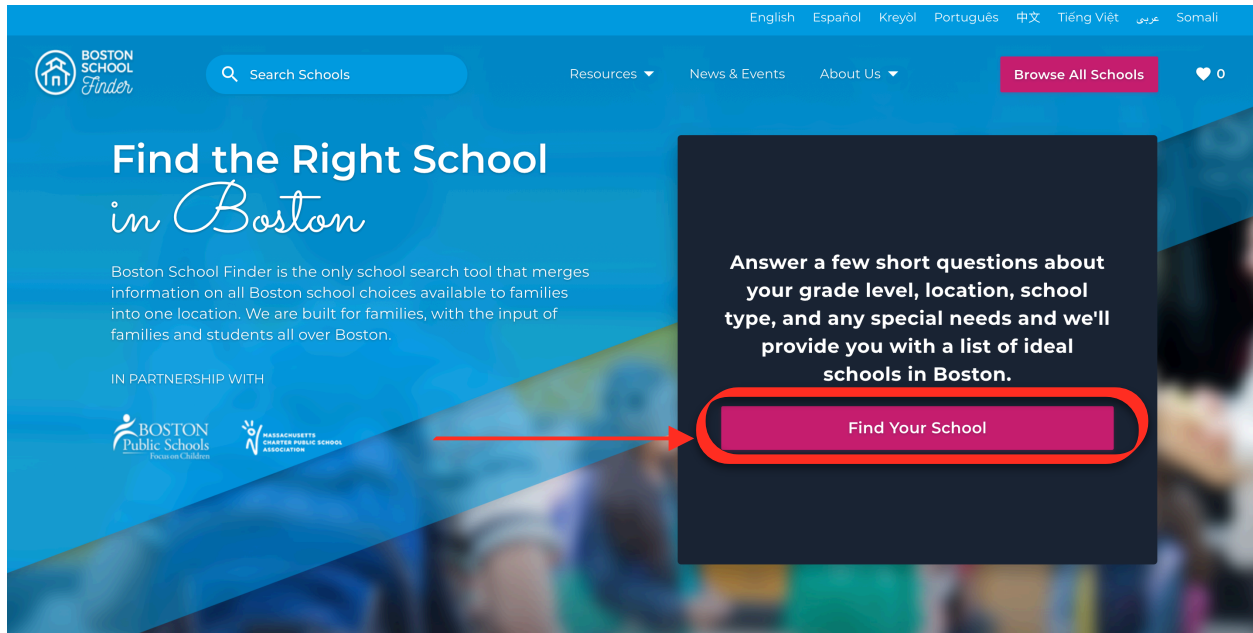 English Español Kreyòl Português 中文 Tiếng Việt عربى Somali
BOSTON
SCHOOL
Finder
Search Schools
Resources
News & Events
About Us
Browse All Schools
0
Find the Right School
in Boston
Boston School Finder is the only school search tool that merges
information on all Boston school choices available to families
into one location. We are built for families, with the input of
families and students all over Boston.
IN PARTNERSHIP WITH
BOSTON
Public Schools
Focus on Children
MASSACHUSETTS
CHARTER PUBLIC SCHOOL
ASSOCIATION
Answer a few short questions about
your grade level, location, school
type, and any special needs and we'll
provide you with a list of ideal
schools in Boston.
Find Your School